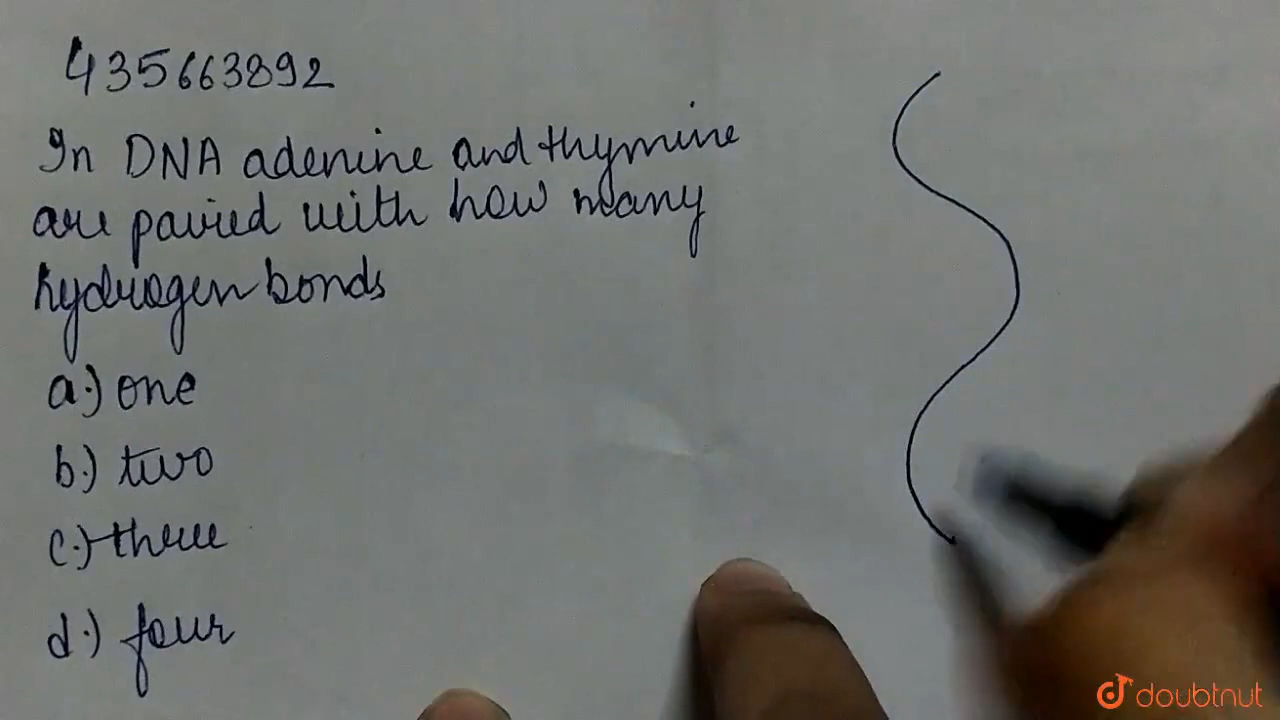 435663892
In DNA adenine and thymine
are paired with how many
hydrogen bonds
a.) one
b.) two
c.) three
d.) four
doubtnut